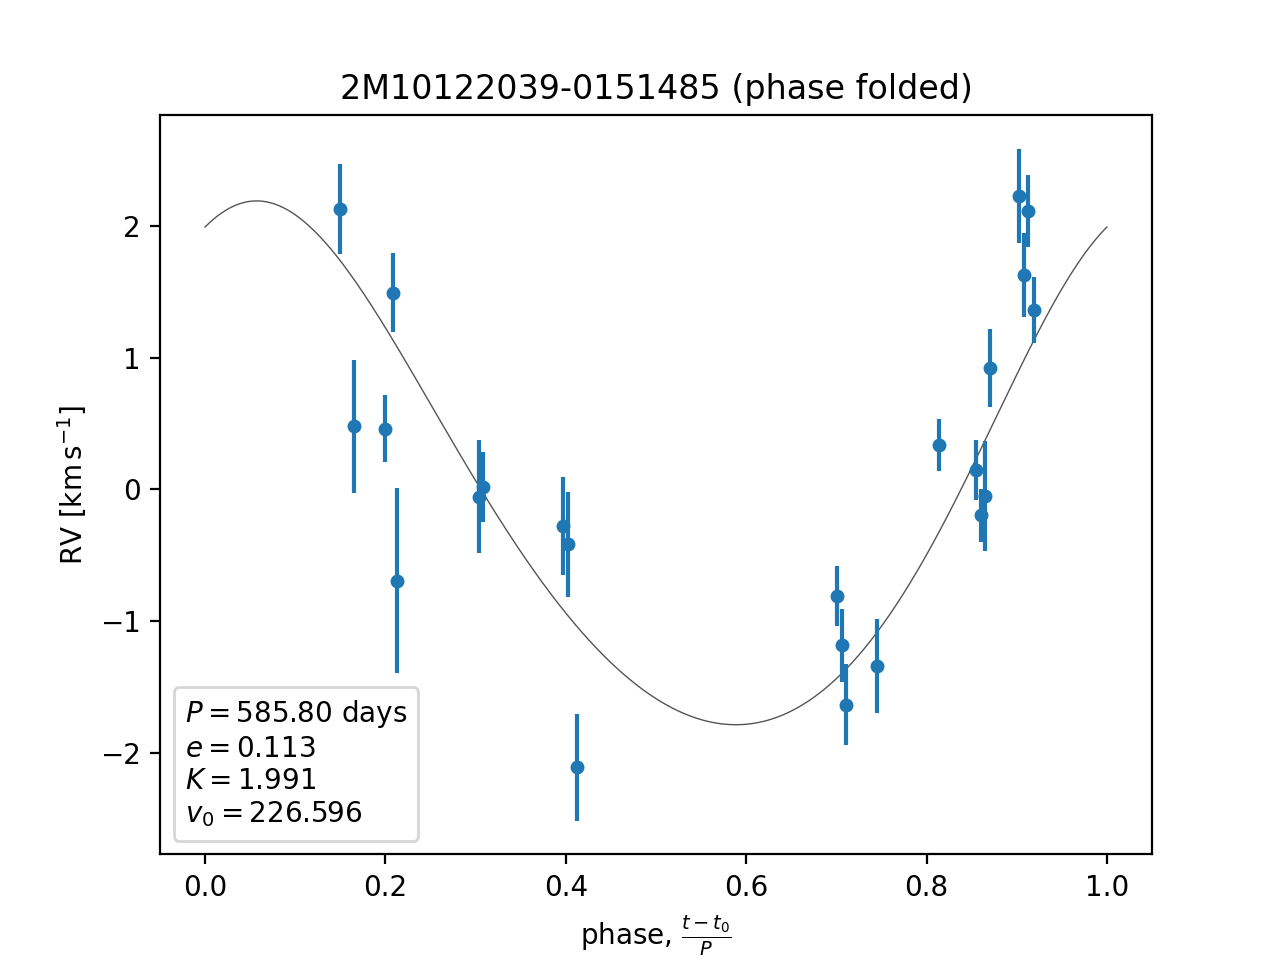 2M10122039-0151485 (phase folded)
RV [km s⁻¹]
2
1
0
−1
−2
P = 585.80 days
e = 0.113
K = 1.991
v₀ = 226.596
0.0 0.2 0.4 0.6 0.8 1.0
phase, (t − t₀)/P